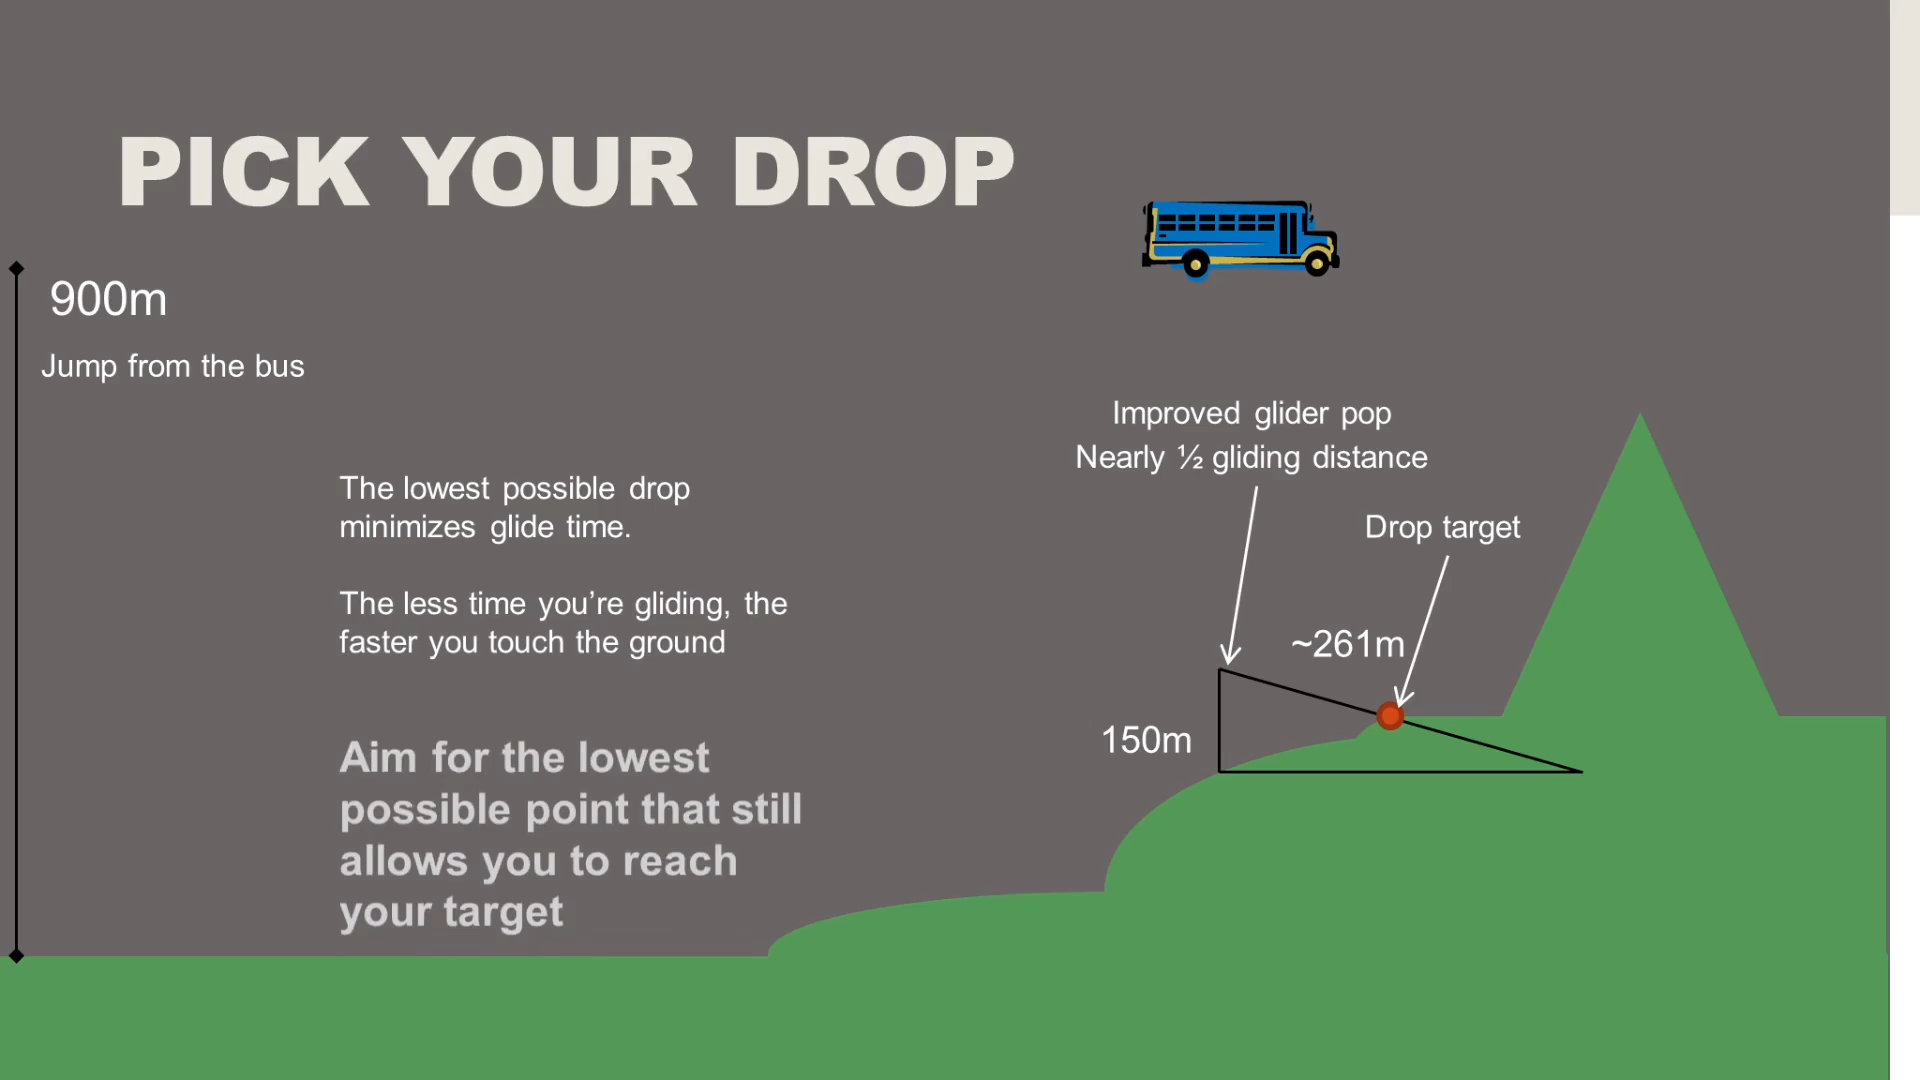 PICK YOUR DROP
900m
Jump from the bus
Improved glider pop
Nearly ½ gliding distance
The lowest possible drop
minimizes glide time.
Drop target
The less time you’re gliding, the
faster you touch the ground
~261m
150m
Aim for the lowest
possible point that still
allows you to reach
your target